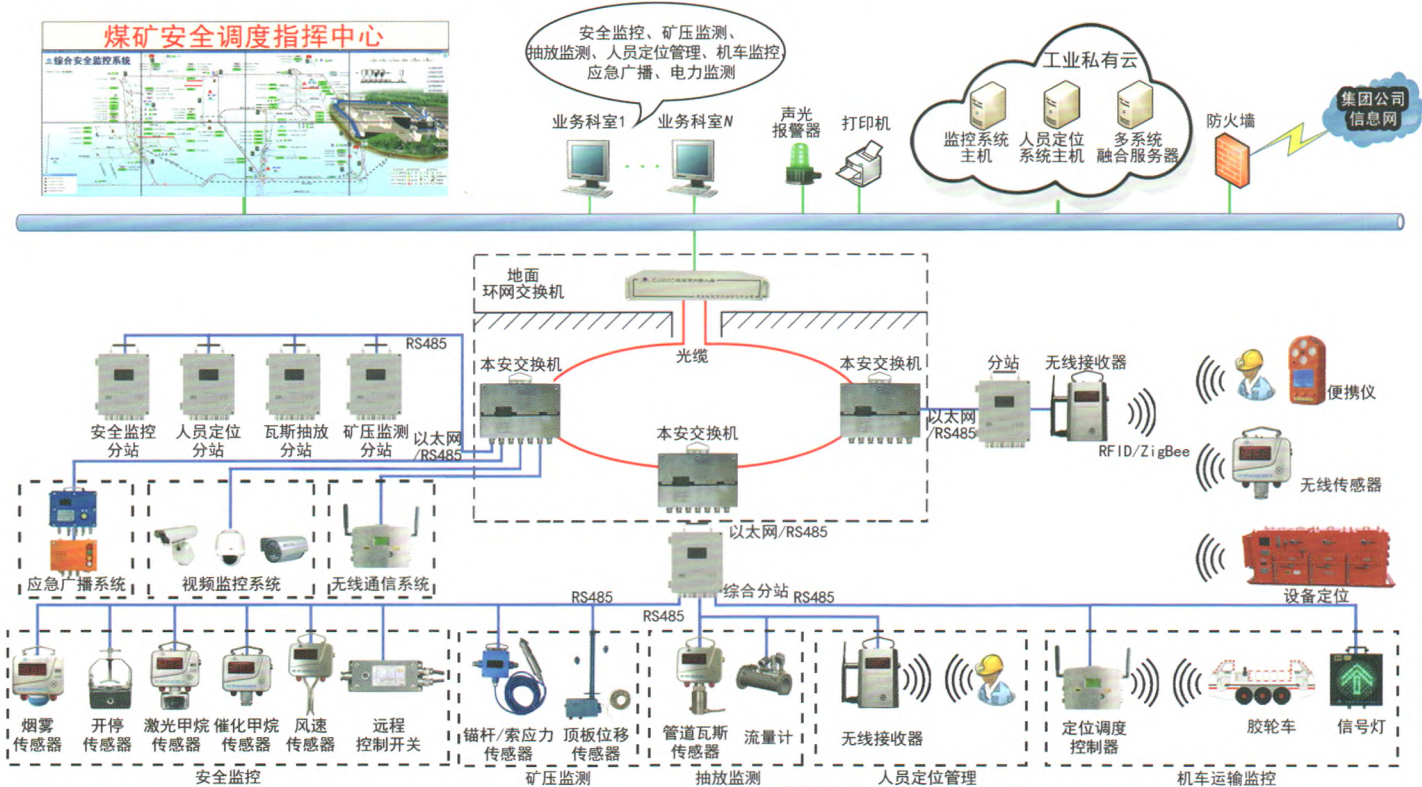 煤矿安全调度指挥中心
综合安全监控系统
安全监控、矿压监测、
抽放监测、人员定位管理、机车监控
应急广播、电力监测
业务科室1
业务科室N
声光
报警器
打印机
工业私有云
监控系统
主机
人员定位
系统主机
多系统
融合服务器
防火墙
集团公司
信息网
地面
环网交换机
光缆
RS485
本安交换机
本安交换机
本安交换机
分站
无线接收器
便携仪
安全监控
分站
人员定位
分站
瓦斯抽放
分站
矿压监测
分站
以太网
/RS485
以太网
/RS485
RFID/ZigBee
无线传感器
应急广播系统
视频监控系统
无线通信系统
以太网/RS485
设备定位
综合分站
RS485
RS485
RS485
烟雾
传感器
开停
传感器
激光甲烷
传感器
催化甲烷
传感器
风速
传感器
远程
控制开关
锚杆/索应力
传感器
顶板位移
传感器
管道瓦斯
传感器
流量计
无线接收器
定位调度
控制器
胶轮车
信号灯
安全监控
矿压监测
抽放监测
人员定位管理
机车运输监控